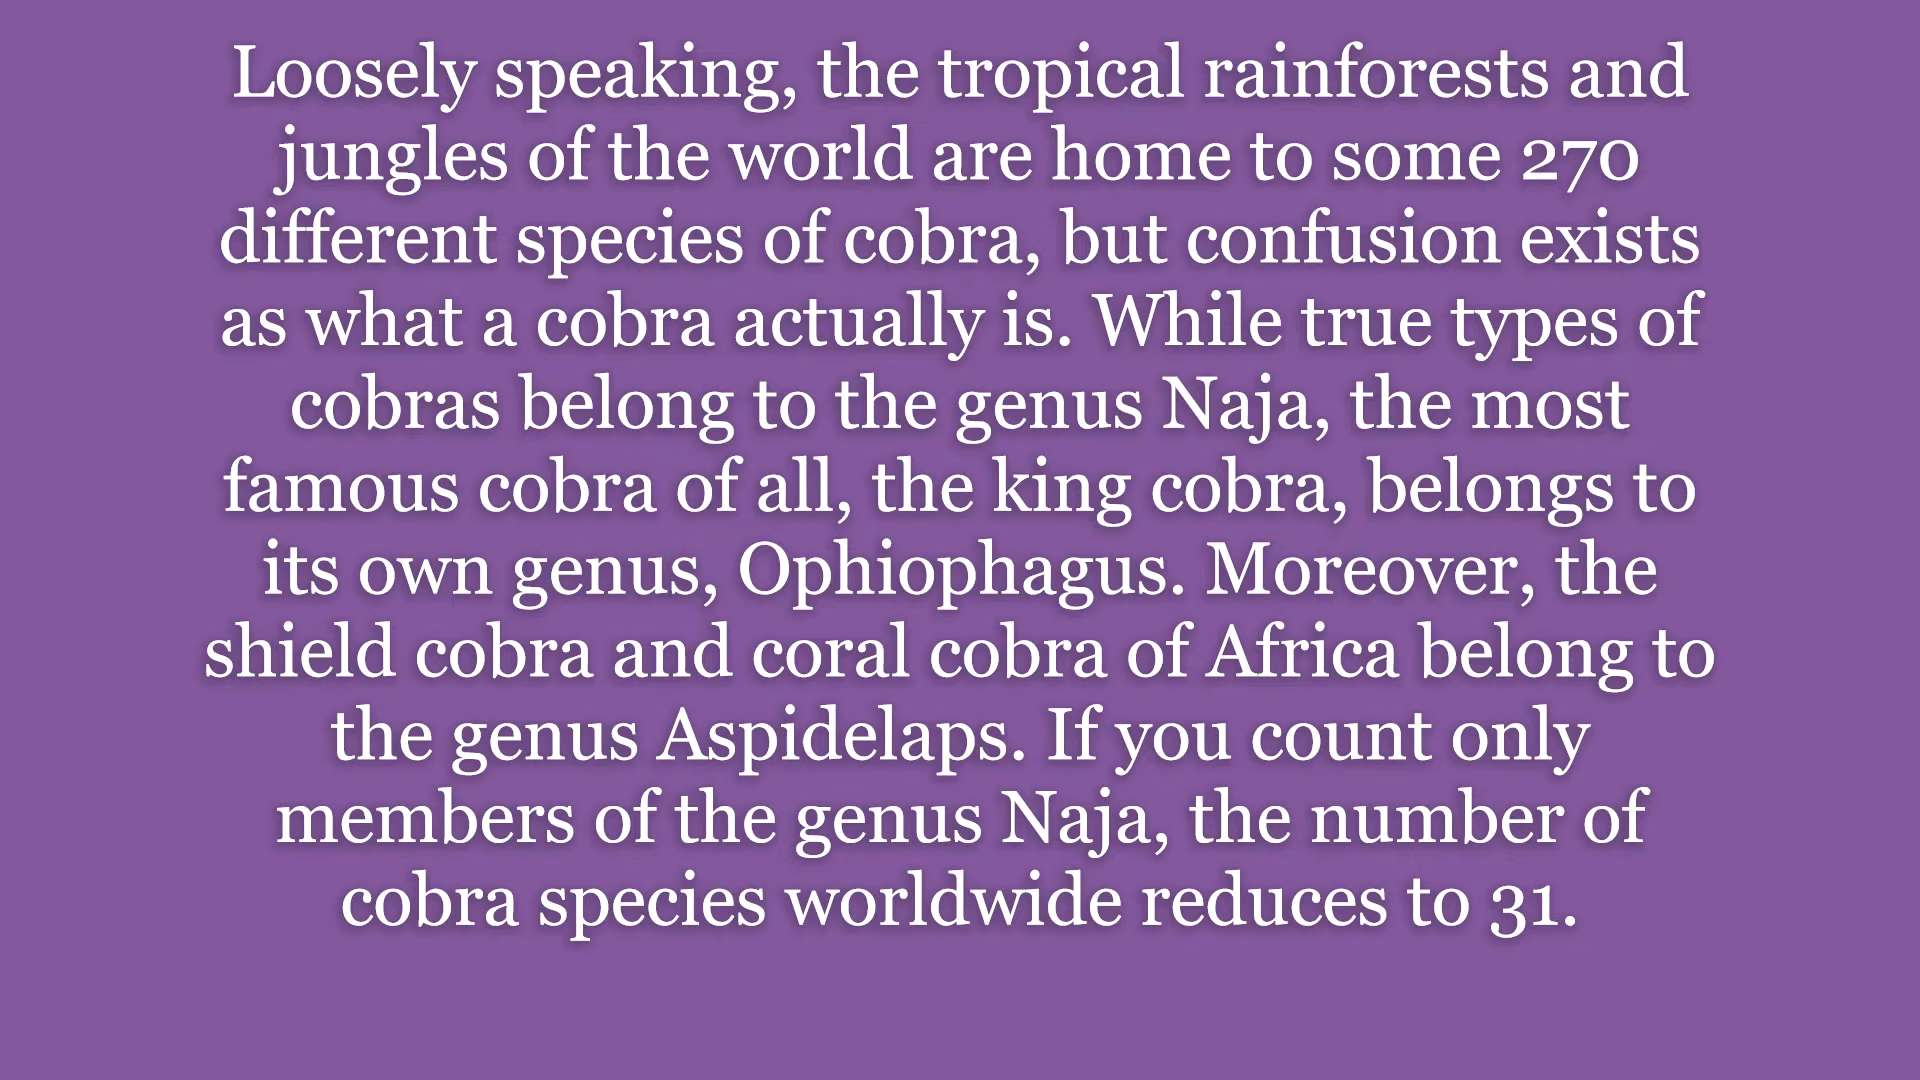 Loosely speaking, the tropical rainforests and
jungles of the world are home to some 270
different species of cobra, but confusion exists
as what a cobra actually is. While true types of
cobras belong to the genus Naja, the most
famous cobra of all, the king cobra, belongs to
its own genus, Ophiophagus. Moreover, the
shield cobra and coral cobra of Africa belong to
the genus Aspidelaps. If you count only
members of the genus Naja, the number of
cobra species worldwide reduces to 31.